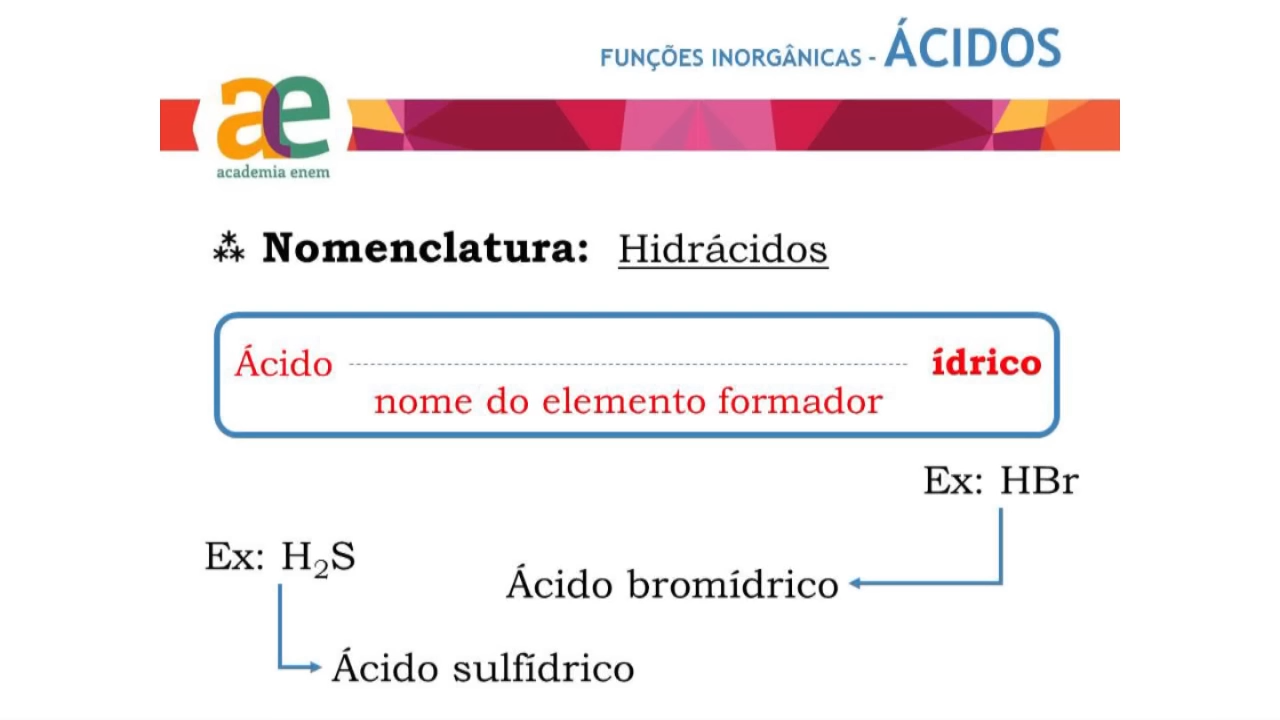 FUNÇÕES INORGÂNICAS - ÁCIDOS
ae
academia enem
⁂ Nomenclatura: Hidrácidos
Ácido ---------- ídrico
nome do elemento formador
Ex: HBr
Ex: H₂S
Ácido bromídrico
Ácido sulfídrico